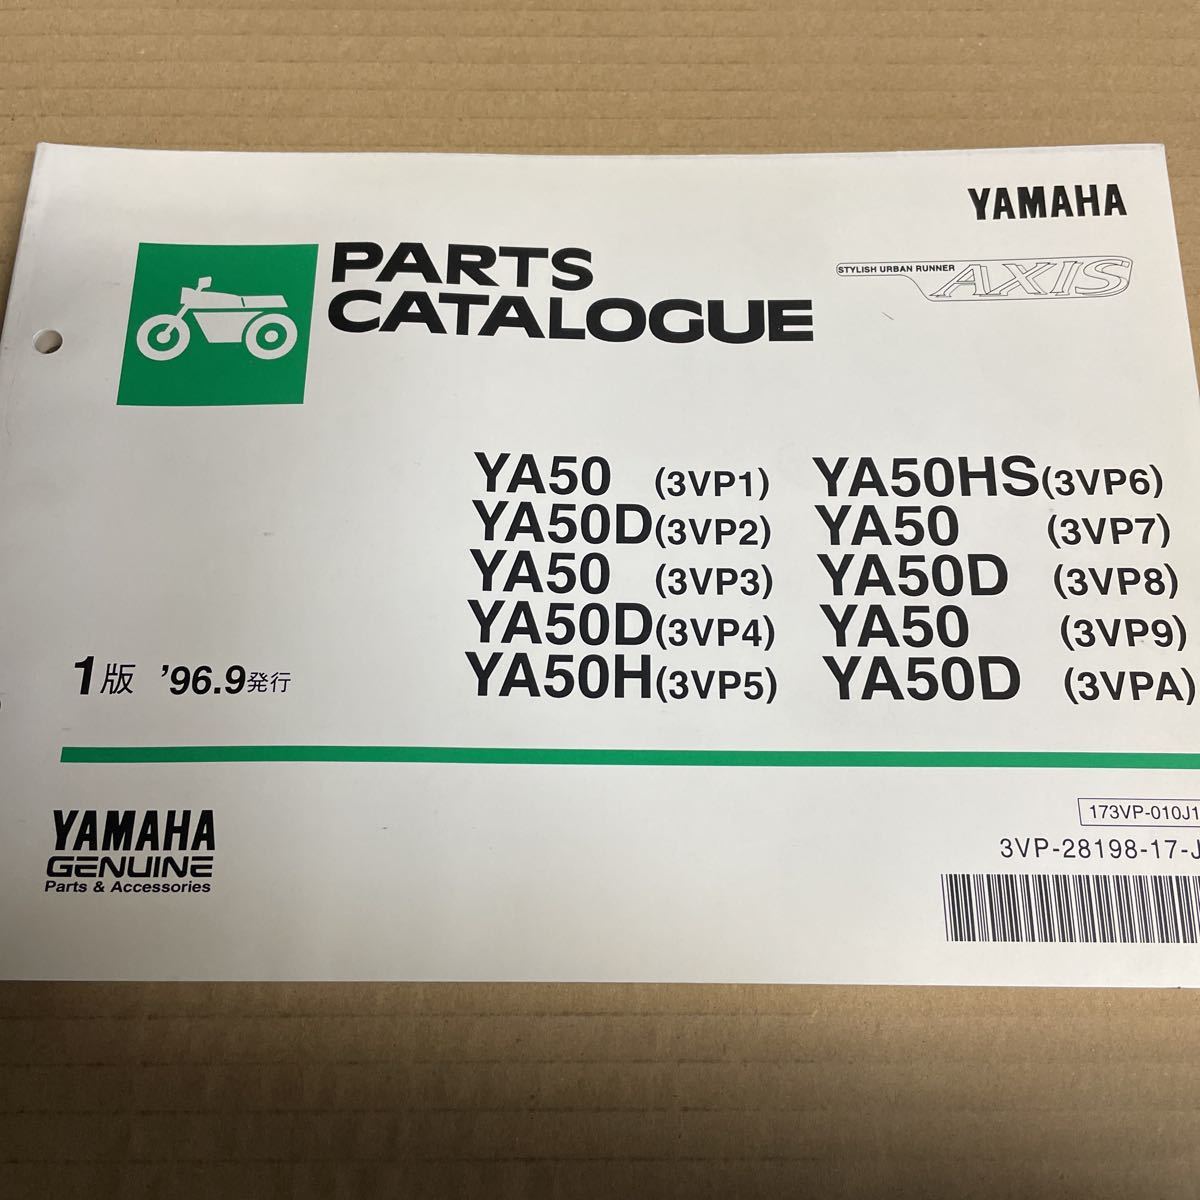 YAMAHA
PARTS
CATALOGUE
STYLISH URBAN RUNNER AXIS
YA50 (3VP1)
YA50D (3VP2)
YA50 (3VP3)
YA50D (3VP4)
YA50H (3VP5)
YA50HS (3VP6)
YA50 (3VP7)
YA50D (3VP8)
YA50 (3VP9)
YA50D (3VPA)
1版 '96.9発行
YAMAHA
GENUINE
Parts & Accessories
173VP-010J1
3VP-28198-17-J